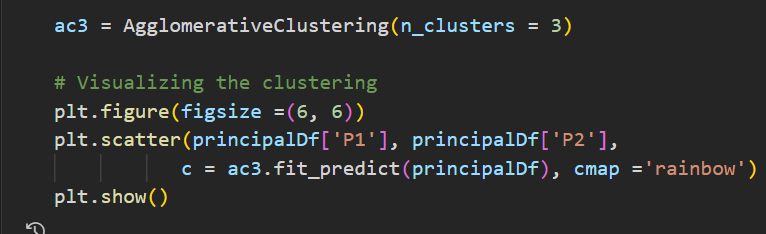 ac3 = AgglomerativeClustering(n_clusters = 3)
# Visualizing the clustering
plt.figure(figsize =(6, 6))
plt.scatter(principalDf['P1'], principalDf['P2'],
c = ac3.fit_predict(principalDf), cmap ='rainbow')
plt.show()